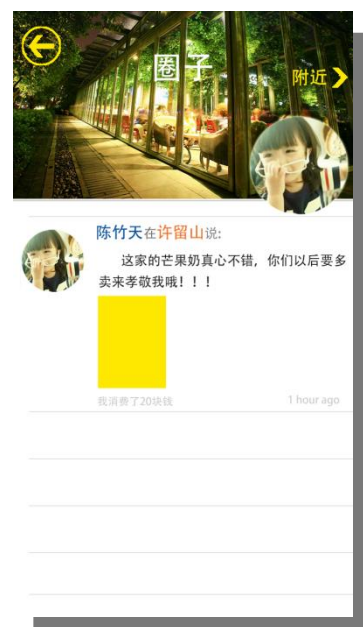 圈子
附近
陈竹天在许留山说:
这家的芒果奶真心不错，你们以后要多
卖来孝敬我哦！！！
我消费了20块钱
1 hour ago